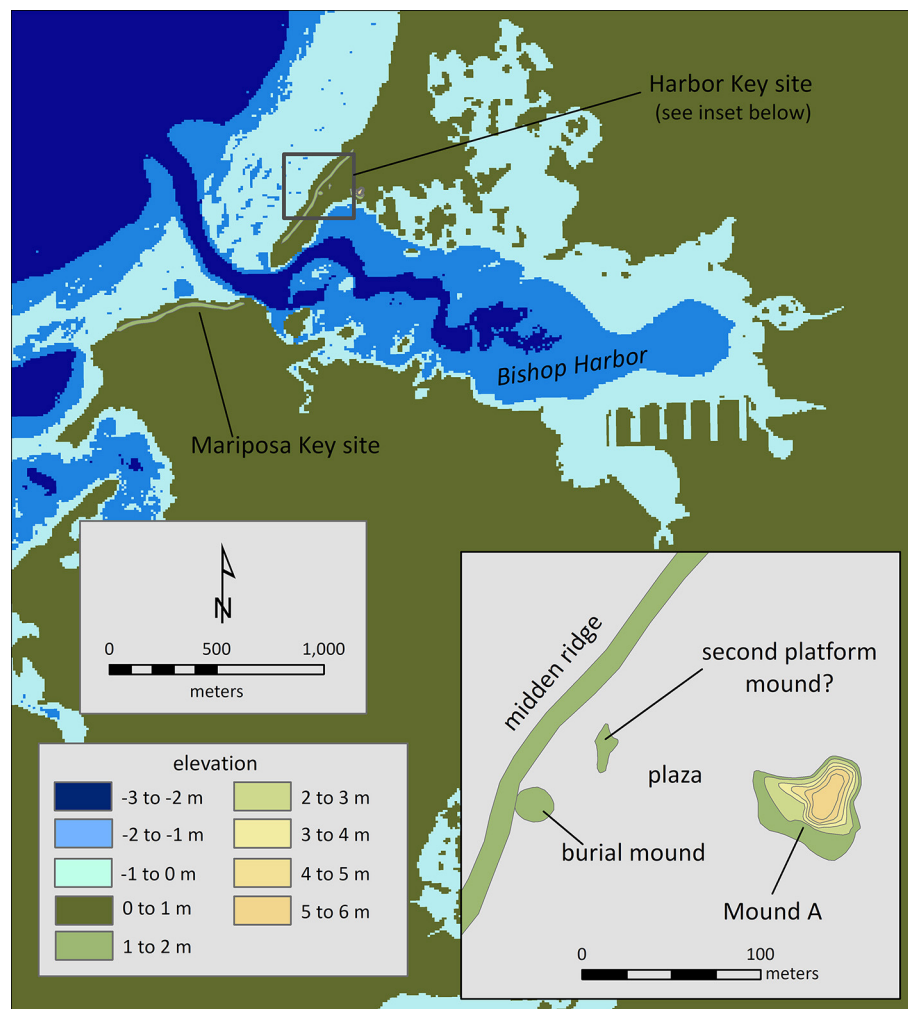 Harbor Key site
(see inset below)
Bishop Harbor
Mariposa Key site
N
0 500 1,000
meters
elevation
-3 to -2 m
-2 to -1 m
-1 to 0 m
0 to 1 m
1 to 2 m
2 to 3 m
3 to 4 m
4 to 5 m
5 to 6 m
midden ridge
second platform
mound?
plaza
burial mound
Mound A
0 100
meters